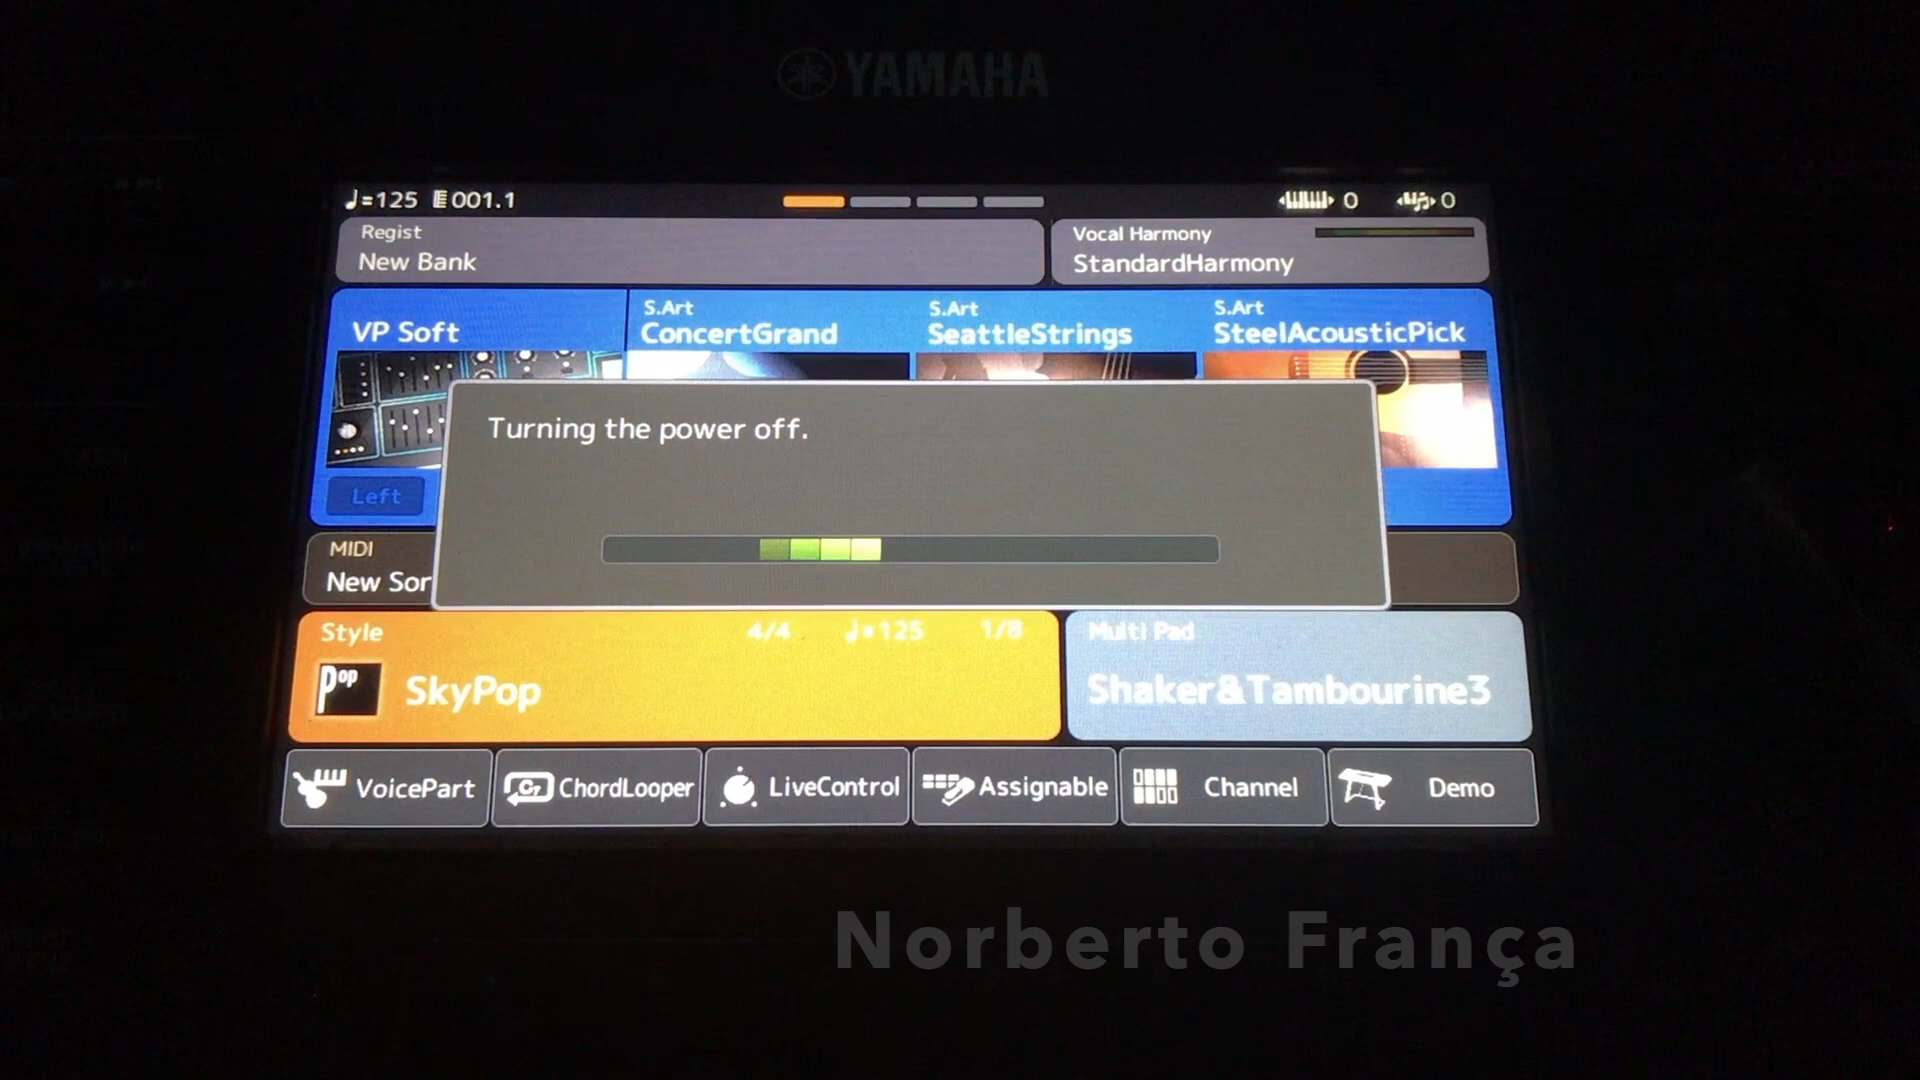 YAMAHA
♩=125 001.1 0 0
Regist
New Bank
Vocal Harmony
StandardHarmony
VP Soft
S.Art
ConcertGrand
S.Art
SeattleStrings
S.Art
SteelAcousticPick
Turning the power off.
Left
MIDI
New Son
Style 4/4 ♩=125 1/8
Pop
SkyPop
Multi Pad
Shaker&Tambourine3
VoicePart
ChordLooper
LiveControl
Assignable
Channel
Demo
Norberto França